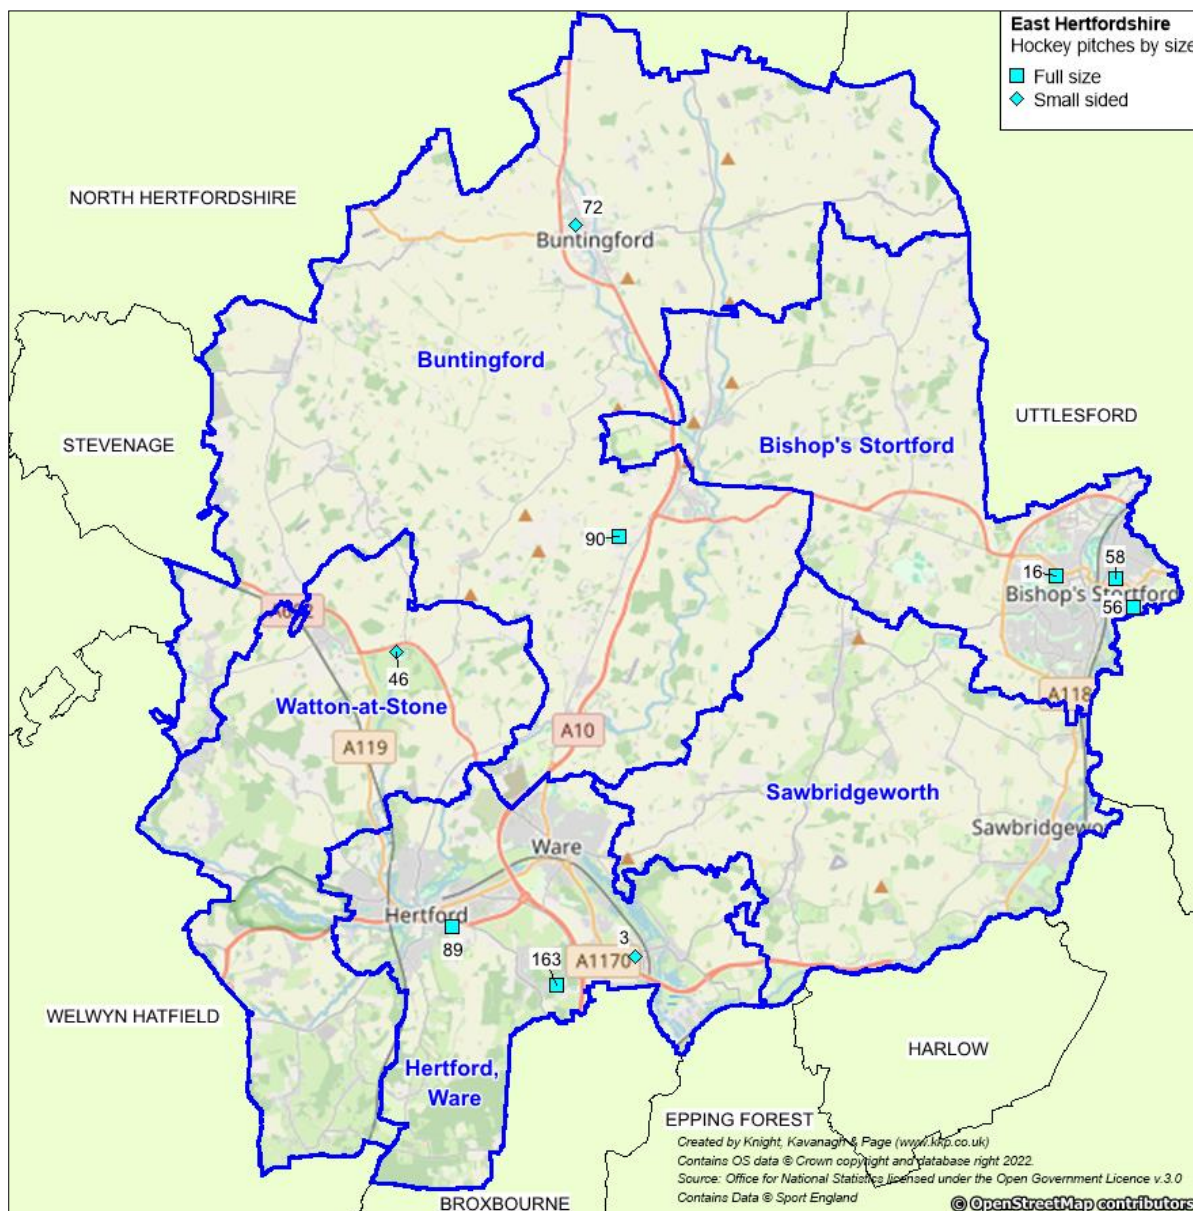 East Hertfordshire
Hockey pitches by size
Full size
Small sided
NORTH HERTFORDSHIRE
72
Buntingford
Buntingford
STEVENAGE
UTTLESFORD
Bishop's Stortford
90
16
58
Bishop's Stortford
56
46
Watton-at-Stone
A118
A10
A119
Sawbridgeworth
Sawbridgewo
Ware
Hertford
89
3
163
A1170
WELWYN HATFIELD
HARLOW
Hertford,
Ware
EPPING FOREST
Created by Knight, Kavanagh & Page (www.kkp.co.uk)
Contains OS data © Crown copyright and database right 2022.
Source: Office for National Statistics licensed under the Open Government Licence v.3.0
Contains Data © Sport England
BROXBOURNE
© OpenStreetMap contributors